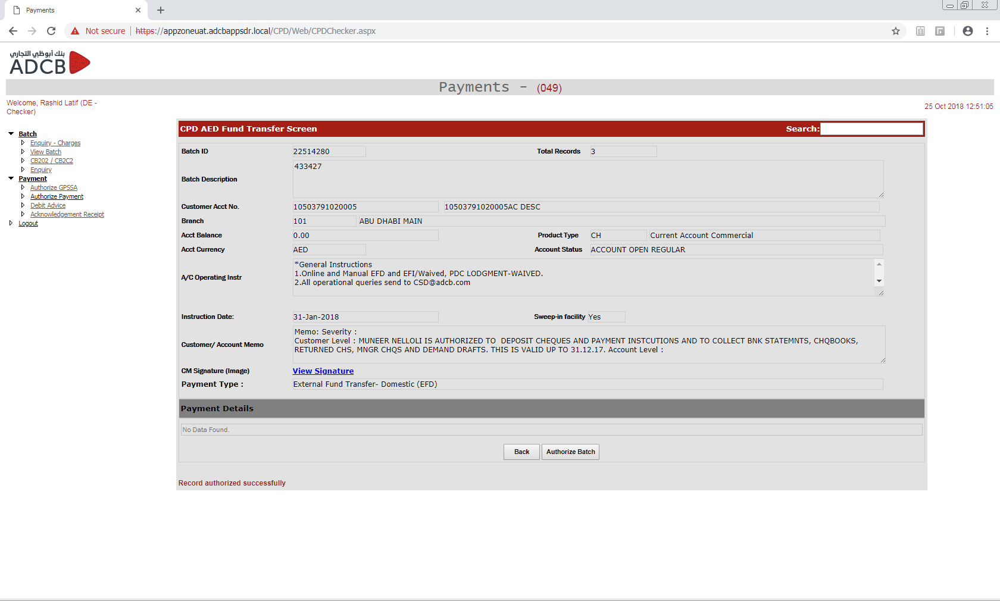 Payments
Not secure https://appzoneuat.adcbappsdr.local/CPD/Web/CPDChecker.aspx
بنك أبوظبي التجاري
ADCB
Payments - (049)
Welcome, Rashid Latif (DE -
Checker)
25 Oct 2018 12:51:05
Batch
Enquiry - Charges
View Batch
CB202 / CB2C2
Enquiry
Payment
Authorize GPSSA
Authorize Payment
Debit Advice
Acknowledgement Receipt
Logout
CPD AED Fund Transfer Screen Search:
Batch ID 22514280 Total Records 3
Batch Description 433427
Customer Acct No. 10503791020005 10503791020005AC DESC
Branch 101 ABU DHABI MAIN
Acct Balance 0.00 Product Type CH Current Account Commercial
Acct Currency AED Account Status ACCOUNT OPEN REGULAR
A/C Operating Instr
*General Instructions
1.Online and Manual EFD and EFI/Waived, PDC LODGMENT-WAIVED.
2.All operational queries send to CSD@adcb.com
Instruction Date: 31-Jan-2018 Sweep-in facility Yes
Customer/ Account Memo
Memo: Severity :
Customer Level : MUNEER NELLOLI IS AUTHORIZED TO  DEPOSIT CHEQUES AND PAYMENT INSTCUTIONS AND TO COLLECT BNK STATEMNTS, CHQBOOKS,
RETURNED CHS, MNGR CHQS AND DEMAND DRAFTS. THIS IS VALID UP TO 31.12.17. Account Level :
CM Signature (Image) View Signature
Payment Type : External Fund Transfer- Domestic (EFD)
Payment Details
No Data Found.
Back Authorize Batch
Record authorized successfully